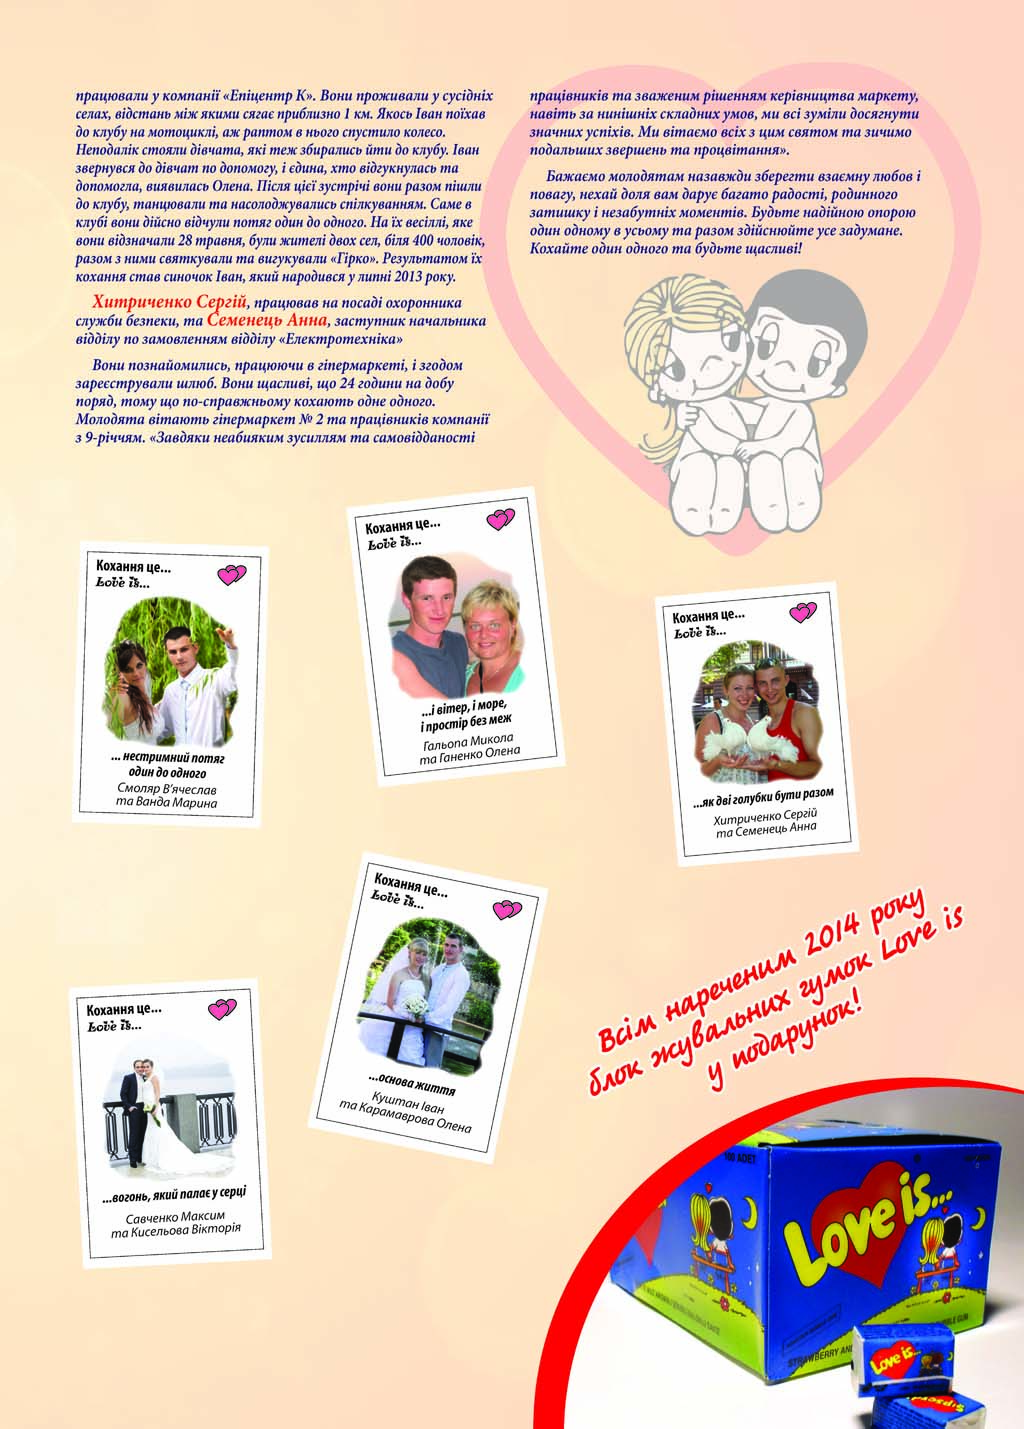 працювали у компанії «Епіцентр К». Вони проживали у сусідніх
селах, відстань між якими сягає приблизно 1 км. Якось Іван поїхав
до клубу на мотоциклі, аж раптом в нього спустило колесо.
Неподалік стояли дівчата, які теж збирались йти до клубу. Іван
звернувся до дівчат по допомогу, і єдина, хто відгукнулась та
допомогла, виявилась Олена. Після цієї зустрічі вони разом пішли
до клубу, танцювали та насолоджувались спілкуванням. Саме в
клубі вони дійсно відчули потяг один до одного. На їх весіллі, яке
вони відзначали 28 травня, були жителі двох сел, біля 400 чоловік,
разом з ними святкували та вигукували «Гірко». Результатом їх
кохання став синочок Іван, який народився у липні 2013 року.
Хитриченко Сергій, працював на посаді охоронника
служби безпеки, та Семенець Анна, заступник начальника
відділу по замовленням відділу «Електротехніка»
Вони познайомились, працюючи в гіпермаркеті, і згодом
зареєстрували шлюб. Вони щасливі, що 24 години на добу
поряд, тому що по-справжньому кохають одне одного.
Молодята вітають гіпермаркет № 2 та працівників компанії
з 9-річчям. «Завдяки неабияким зусиллям та самовідданості
працівників та зваженим рішенням керівництва маркету,
навіть за нинішніх складних умов, ми всі зуміли досягнути
значних успіхів. Ми вітаємо всіх з цим святом та зичимо
подальших звершень та процвітання».
Бажаємо молодятам назавжди зберегти взаємну любов і
повагу, нехай доля вам дарує багато радості, родинного
затишку і незабутніх моментів. Будьте надійною опорою
один одному в усьому та разом здійснюйте усе задумане.
Кохайте один одного та будьте щасливі!
Кохання це...
Love is...
... нестримний потяг
один до одного
Смоляр В'ячеслав
та Ванда Марина
Кохання це...
Love is...
...і вітер, і море,
і простір без меж
Гальопа Микола
та Ганенко Олена
Кохання це...
Love is...
...як дві голубки бути разом
Хитриченко Сергій
та Семенець Анна
Кохання це...
Love is...
...основа життя
Куштан Іван
та Карамаврова Олена
Кохання це...
Love is...
...вогонь, який палає у серці
Савченко Максим
та Кисельова Вікторія
Всім нареченим 2014 року
блок жувальних гумок Love is
у подарунок!
100 ADET
Love is...
STRAWBERRY AND
Love is...